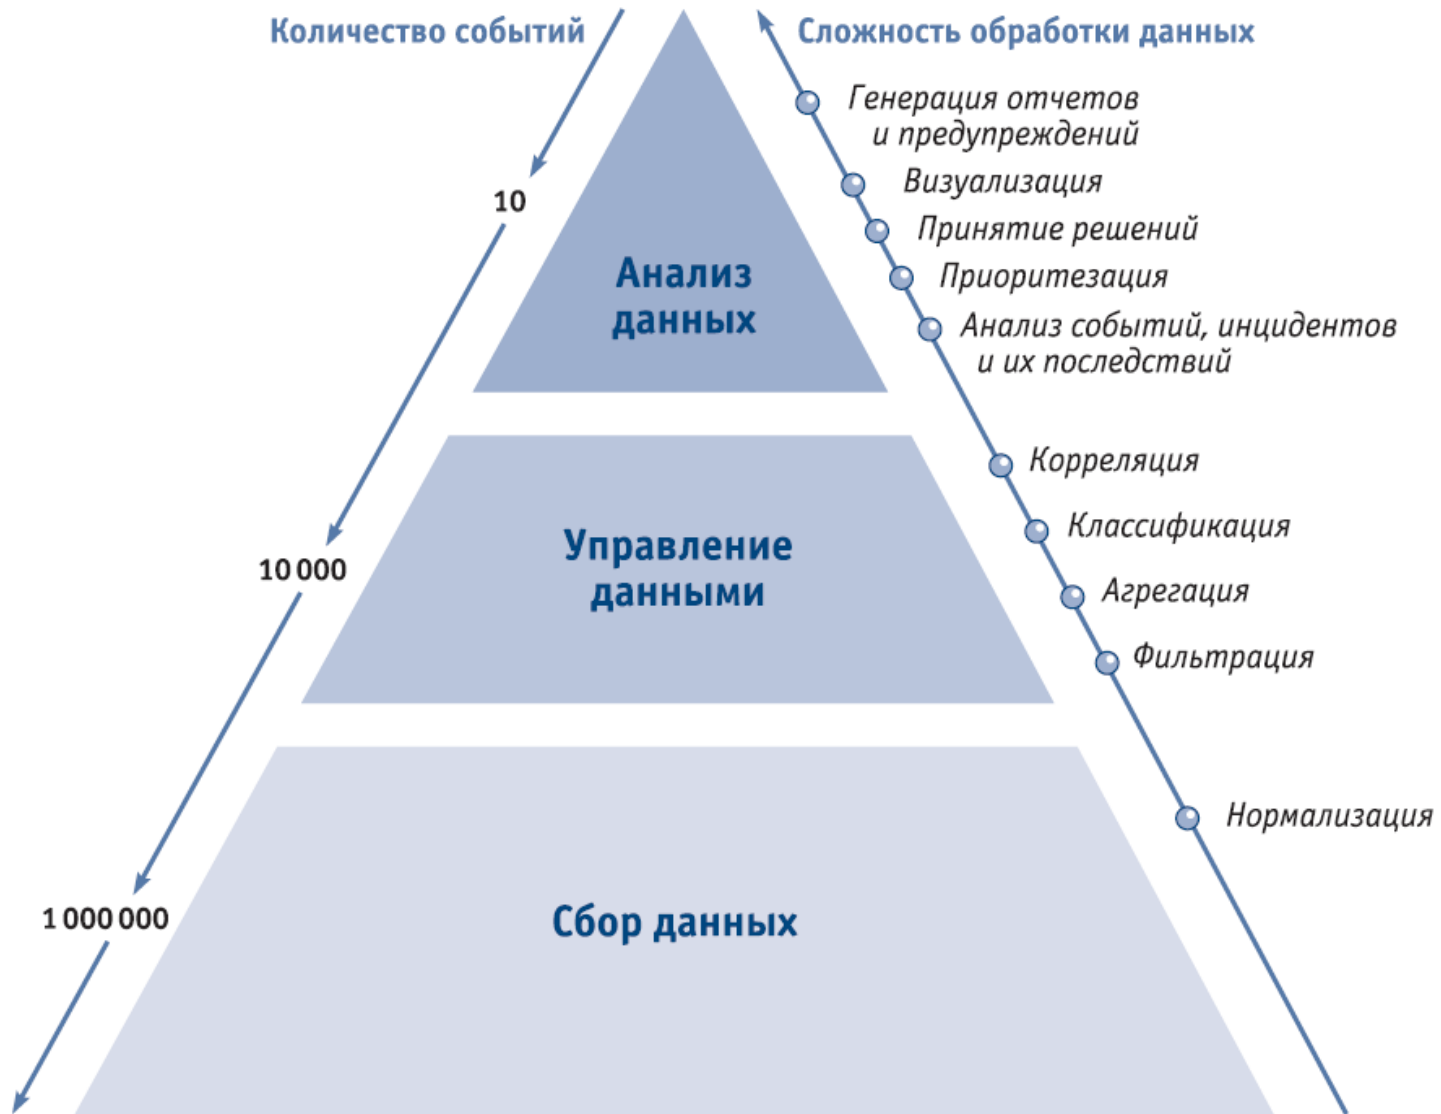 Количество событий
Сложность обработки данных
Генерация отчетов
и предупреждений
Визуализация
10
Принятие решений
Анализ
данных
Приоритезация
Анализ событий, инцидентов
и их последствий
Корреляция
Классификация
Управление
данными
10 000
Агрегация
Фильтрация
Нормализация
1 000 000
Сбор данных